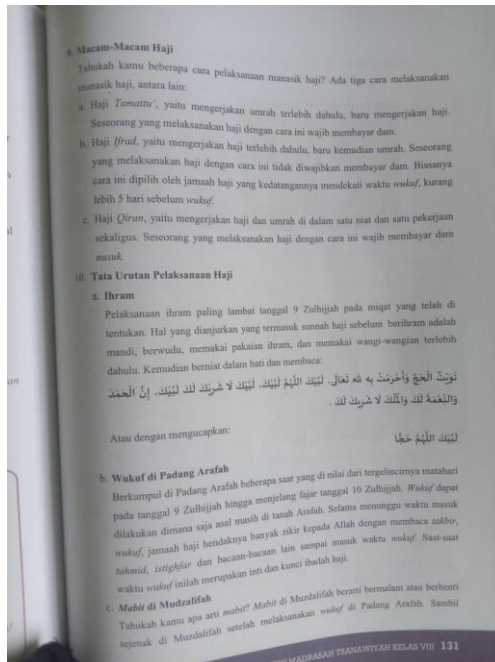 9. Macam-Macam Haji
Tahukah kamu beberapa cara pelaksanaan manasik haji? Ada tiga cara melaksanakan
manasik haji, antara lain:
a. Haji Tamattu’, yaitu mengerjakan umrah terlebih dahulu, baru mengerjakan haji.
Seseorang yang melaksanakan haji dengan cara ini wajib membayar dam.
b. Haji Ifrad, yaitu mengerjakan haji terlebih dahulu, baru kemudian umrah. Seseorang
yang melaksanakan haji dengan cara ini tidak diwajibkan membayar dam. Biasanya
cara ini dipilih oleh jamaah haji yang kedatangannya mendekati waktu wukuf, kurang
lebih 5 hari sebelum wukuf.
c. Haji Qiran, yaitu mengerjakan haji dan umrah di dalam satu niat dan satu pekerjaan
sekaligus. Seseorang yang melaksanakan haji dengan cara ini wajib membayar dam
nusuk.
10. Tata Urutan Pelaksanaan Haji
a. Ihram
Pelaksanaan ihram paling lambat tanggal 9 Zulhijjah pada miqat yang telah di
tentukan. Hal yang dianjurkan yang termasuk sunnah haji sebelum berihram adalah
mandi, berwudu, memakai pakaian ihram, dan memakai wangi-wangian terlebih
dahulu. Kemudian berniat dalam hati dan membaca:
نَوَيْتُ الْحَجَّ وَأَحْرَمْتُ بِهِ لله تَعَالَى، لَبَّيْكَ اللَّهُمَّ لَبَّيْكَ، لَبَّيْكَ لَا شَرِيْكَ لَكَ لَبَّيْكَ، إِنَّ الْحَمْدَ
وَالنِّعْمَةَ لَكَ وَالْمُلْكَ لَا شَرِيكَ لَكَ .
Atau dengan mengucapkan:
لَبَّيْكَ اللَّهُمَّ حَجًّا
b. Wukuf di Padang Arafah
Berkumpul di Padang Arafah beberapa saat yang di nilai dari tergelincirnya matahari
pada tanggal 9 Zulhijjah hingga menjelang fajar tanggal 10 Zulhijjah. Wukuf dapat
dilakukan dimana saja asal masih di tanah Arafah. Selama menunggu waktu masuk
wukuf, jamaah haji hendaknya banyak zikir kepada Allah dengan membaca takbir,
tahmid, istighfar dan bacaan-bacaan lain sampai masuk waktu wukuf. Saat-saat
waktu wukuf inilah merupakan inti dan kunci ibadah haji.
c. Mabit di Mudzalifah
Tahukah kamu apa arti mabit? Mabit di Muzdalifah berarti bermalam atau berhenti
sejenak di Muzdalifah setelah melaksanakan wukuf di Padang Arafah. Sambil
MADRASAH TSANAWIYAH KELAS VIII 131